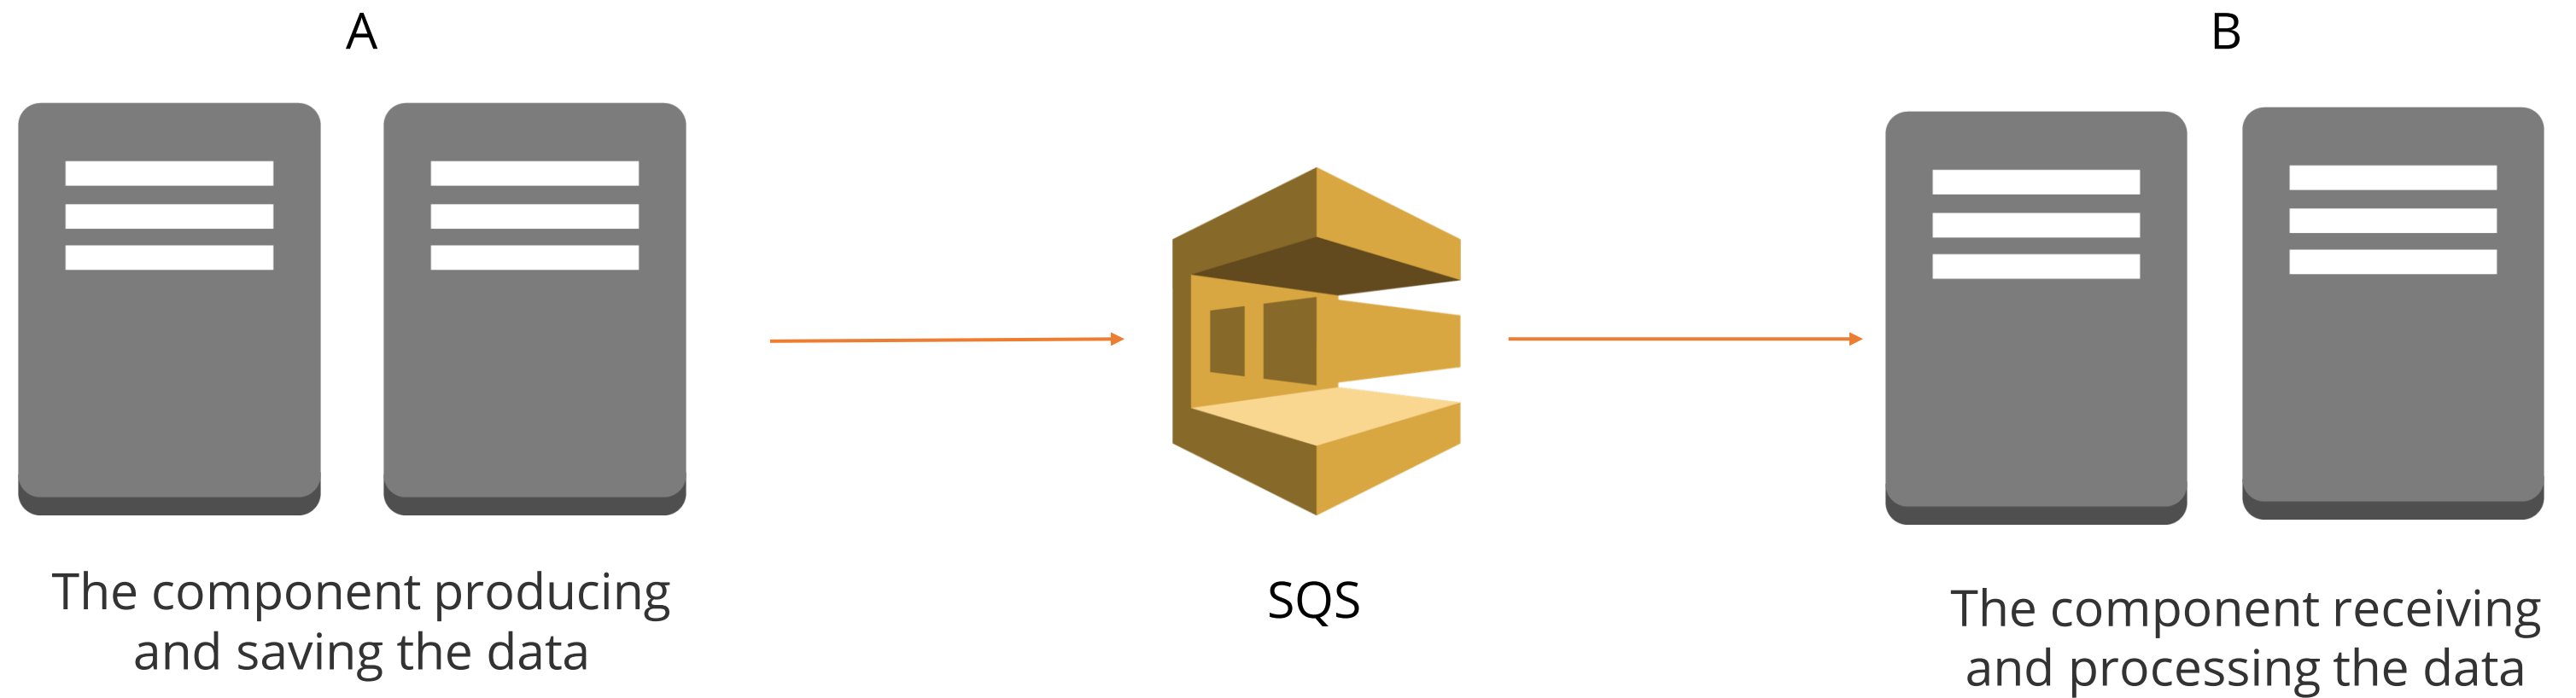 A
B
The component producing
and saving the data
SQS
The component receiving
and processing the data